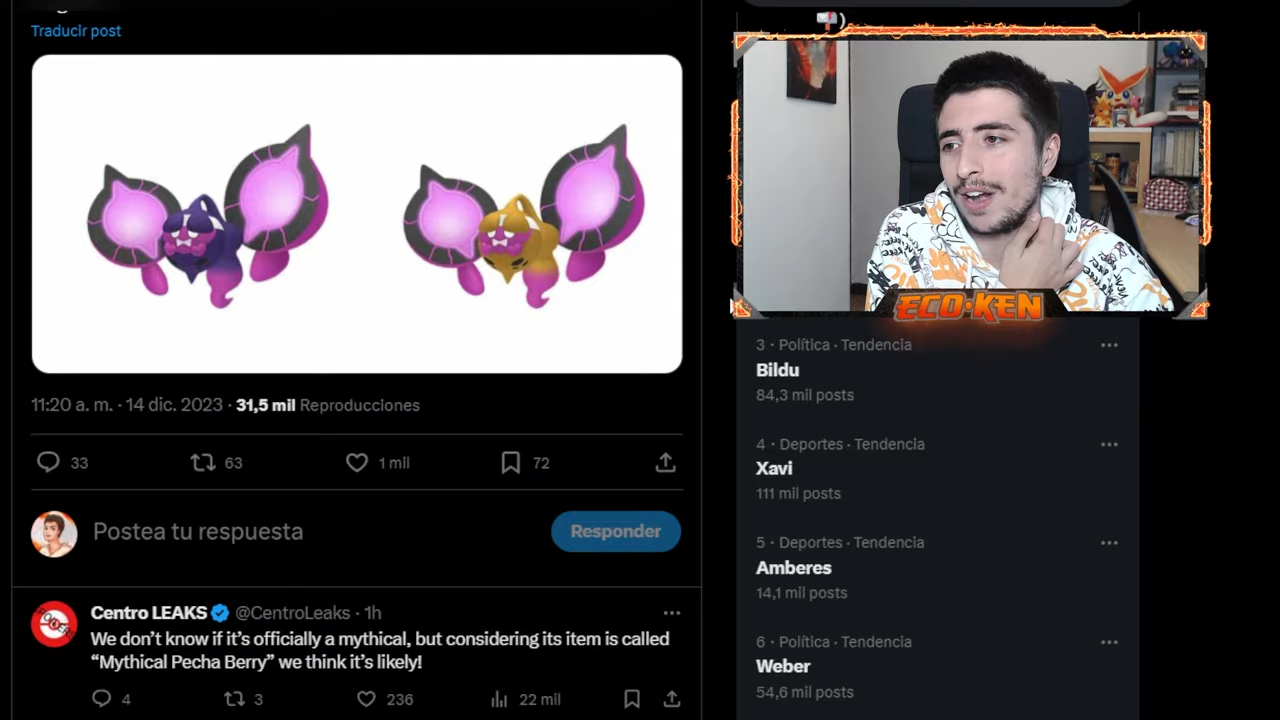 Traducir post
11:20 a. m. · 14 dic. 2023 · 31,5 mil Reproducciones
33 63 1 mil 72
Postea tu respuesta
Responder
Centro LEAKS @CentroLeaks · 1h
We don't know if it's officially a mythical, but considering its item is called
"Mythical Pecha Berry" we think it's likely!
4 3 236 22 mil
ECO·KEN
3 · Política · Tendencia
Bildu
84,3 mil posts
4 · Deportes · Tendencia
Xavi
111 mil posts
5 · Deportes · Tendencia
Amberes
14,1 mil posts
6 · Política · Tendencia
Weber
54,6 mil posts